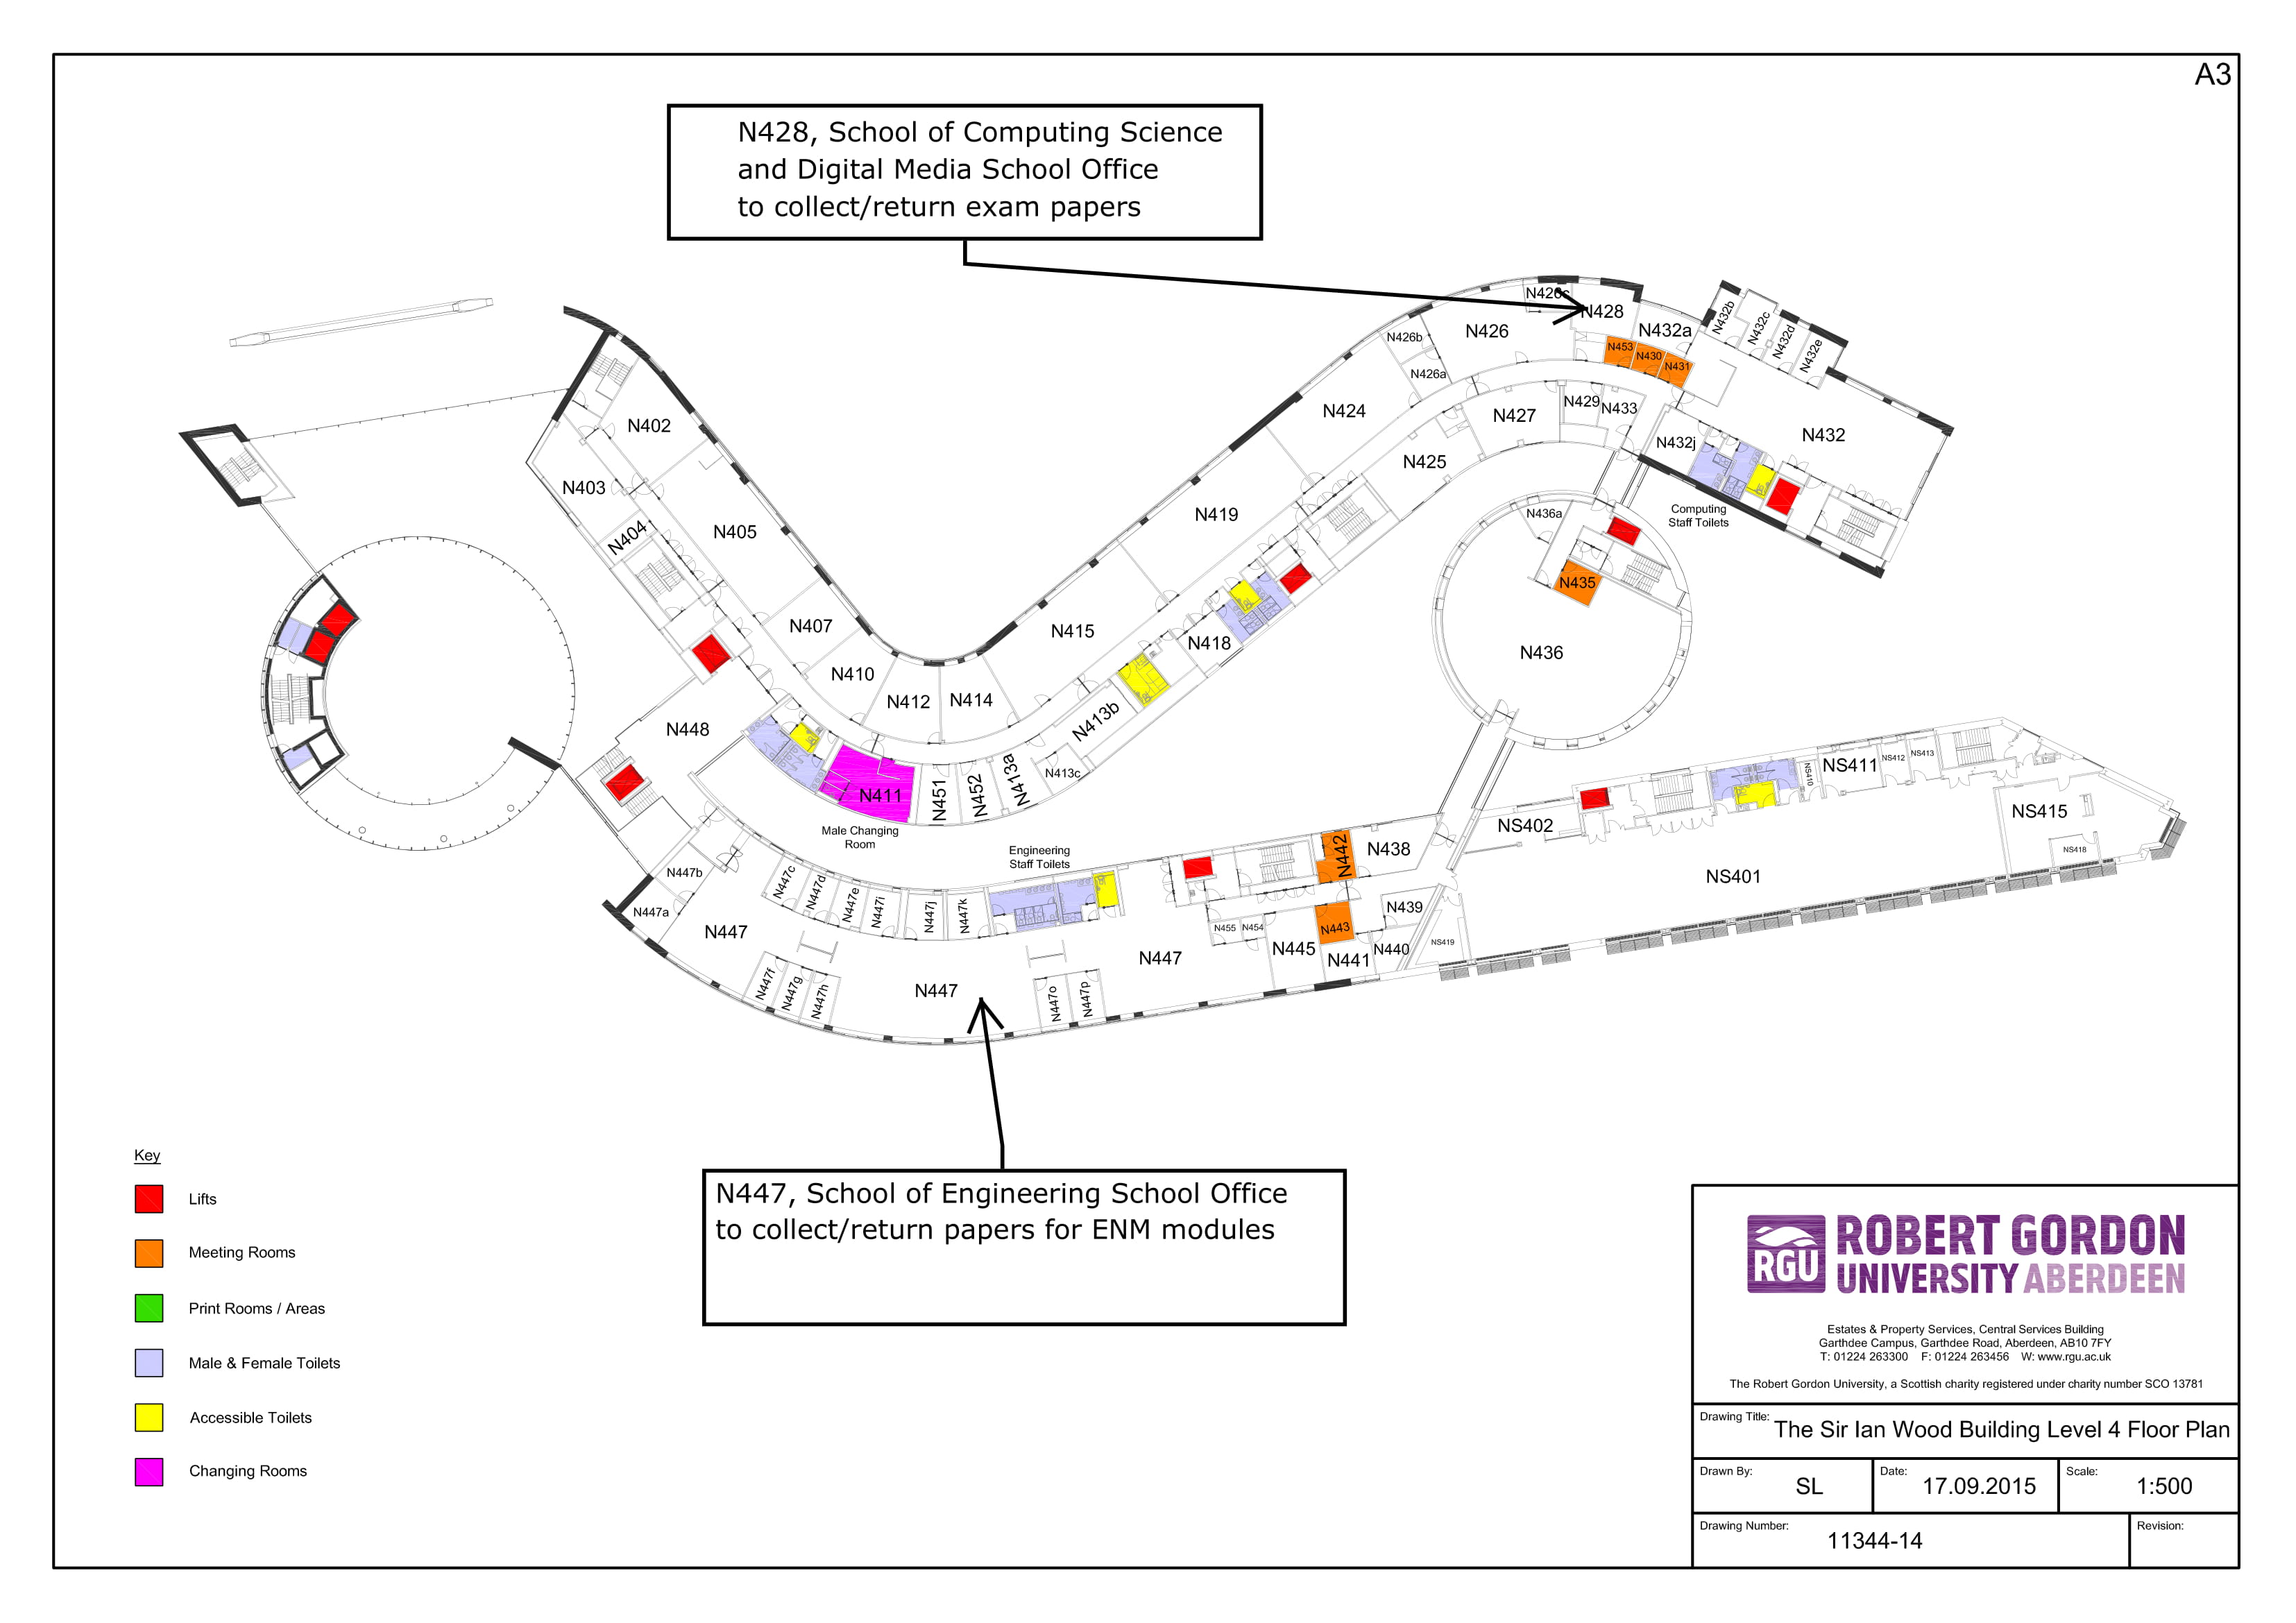 A3
N428, School of Computing Science
and Digital Media School Office
to collect/return exam papers
N426c
N428
N432a
N432b
N432c
N432d
N432e
N426b
N426
N453
N430
N431
N426a
N402
N424
N427
N429
N433
N432j
N432
N403
N425
N404
N405
N419
N436a
Computing
Staff Toilets
N435
N407
N415
N418
N436
N410
N412
N414
N413b
N448
N411
N451
N452
N413a
N413c
Male Changing
Room
Engineering
Staff Toilets
N442
N438
NS402
NS410
NS411
NS412
NS413
NS415
NS418
NS401
N447b
N447a
N447c
N447d
N447e
N447i
N447j
N447k
N447
N439
N455
N454
N443
N445
N441
N440
NS419
N447
N447f
N447g
N447h
N447
N447o
N447p
Key
Lifts
Meeting Rooms
Print Rooms / Areas
Male & Female Toilets
Accessible Toilets
Changing Rooms
N447, School of Engineering School Office
to collect/return papers for ENM modules
RGU
ROBERT GORDON
UNIVERSITY ABERDEEN
Estates & Property Services, Central Services Building
Garthdee Campus, Garthdee Road, Aberdeen, AB10 7FY
T: 01224 263300 F: 01224 263456 W: www.rgu.ac.uk
The Robert Gordon University, a Scottish charity registered under charity number SCO 13781
Drawing Title: The Sir Ian Wood Building Level 4 Floor Plan
Drawn By: SL
Date: 17.09.2015
Scale: 1:500
Drawing Number: 11344-14
Revision: